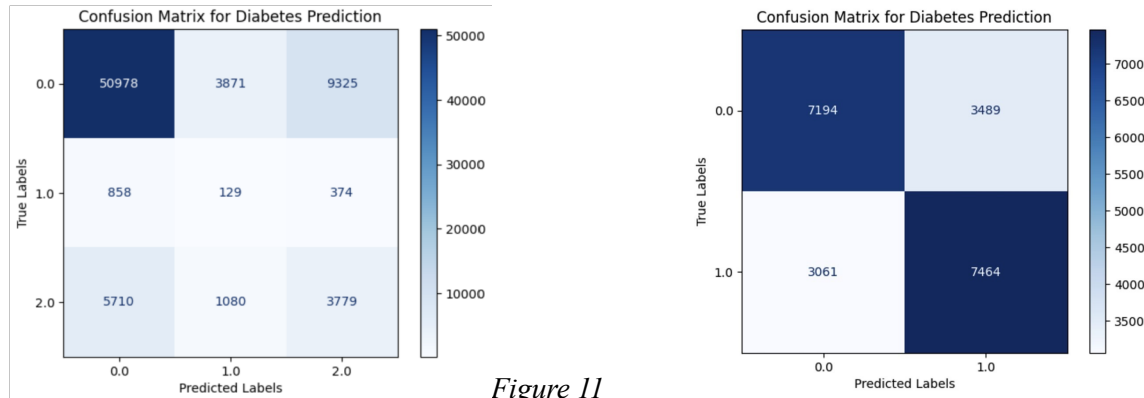 Confusion Matrix for Diabetes Prediction
0.0 50978 3871 9325
1.0 858 129 374
2.0 5710 1080 3779
True Labels
0.0 1.0 2.0
Predicted Labels
50000
40000
30000
20000
10000
Figure 11
Confusion Matrix for Diabetes Prediction
0.0 7194 3489
1.0 3061 7464
True Labels
0.0 1.0
Predicted Labels
7000
6500
6000
5500
5000
4500
4000
3500